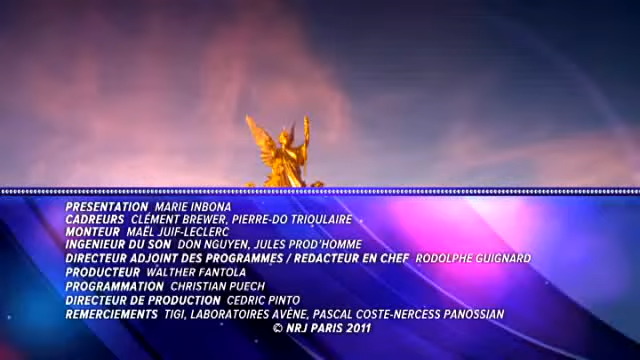 PRESENTATION MARIE INBONA
CADREURS CLÉMENT BREWER, PIERRE-DO TRIOULAIRE
MONTEUR MAËL JUIF-LECLERC
INGENIEUR DU SON DON NGUYEN, JULES PROD'HOMME
DIRECTEUR ADJOINT DES PROGRAMMES / REDACTEUR EN CHEF RODOLPHE GUIGNARD
PRODUCTEUR WALTHER FANTOLA
PROGRAMMATION CHRISTIAN PUECH
DIRECTEUR DE PRODUCTION CEDRIC PINTO
REMERCIEMENTS TIGI, LABORATOIRES AVÈNE, PASCAL COSTE-NERCESS PANOSSIAN
© NRJ PARIS 2011